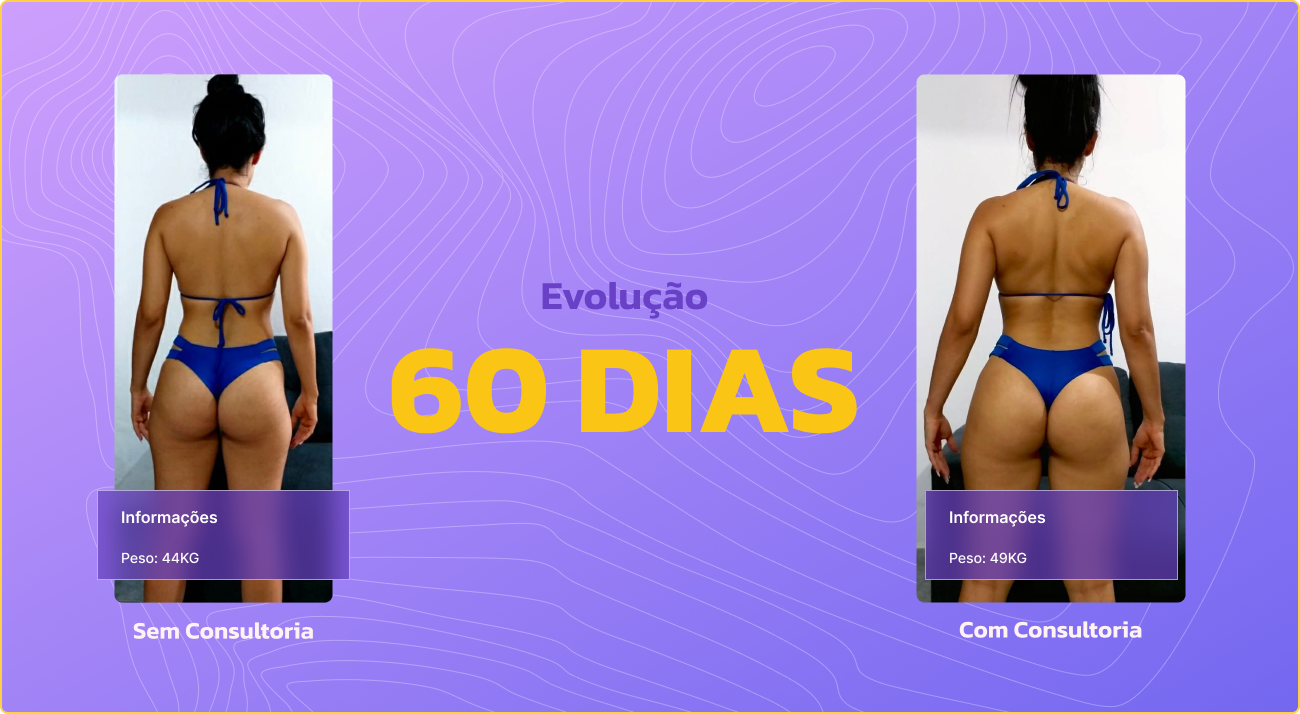 Evolução
60 DIAS
Informações
Peso: 44KG
Sem Consultoria
Informações
Peso: 49KG
Com Consultoria